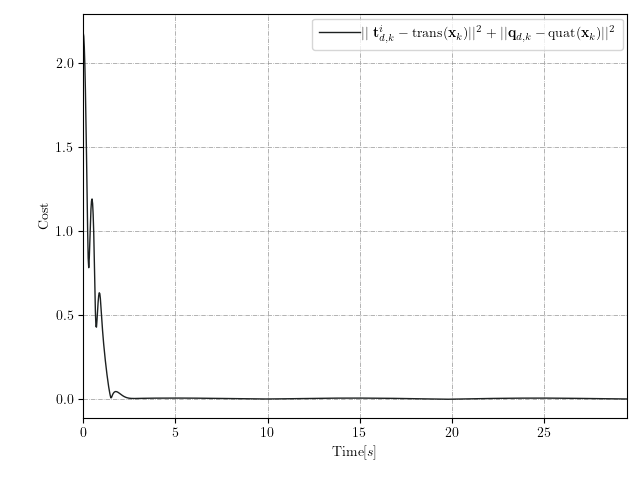 || t^i_{d,k} − trans(x_k)||² + ||q_{d,k} − quat(x_k)||²
2.0
1.5
1.0
0.5
0.0
Cost
0 5 10 15 20 25
Time[s]